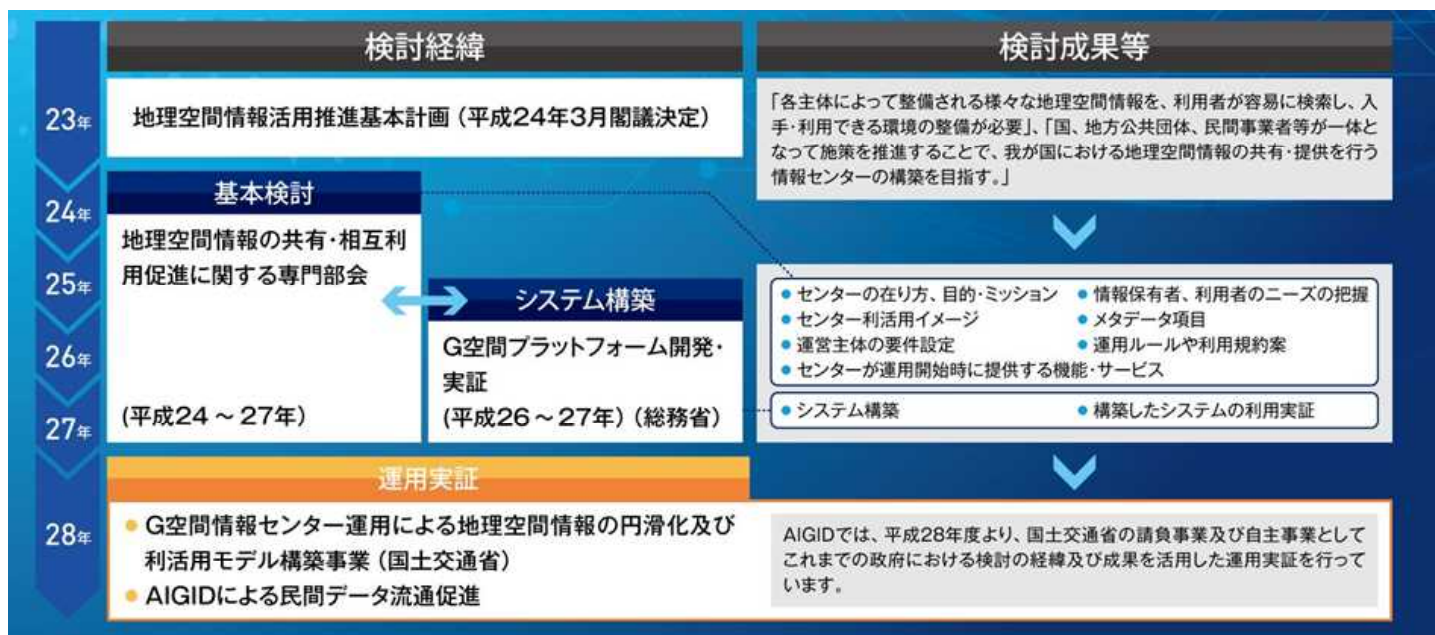 検討経緯
検討成果等
23年
地理空間情報活用推進基本計画（平成24年3月閣議決定）
「各主体によって整備される様々な地理空間情報を、利用者が容易に検索し、入
手・利用できる環境の整備が必要」、「国、地方公共団体、民間事業者等が一体と
なって施策を推進することで、我が国における地理空間情報の共有・提供を行う
情報センターの構築を目指す。」
24年
基本検討
地理空間情報の共有・相互利
用促進に関する専門部会
(平成24～27年)
25年
システム構築
G空間プラットフォーム開発・
実証
(平成26～27年)（総務省）
● センターの在り方、目的・ミッション
● 情報保有者、利用者のニーズの把握
● センター利活用イメージ
● メタデータ項目
● 運営主体の要件設定
● 運用ルールや利用規約案
● センターが運用開始時に提供する機能・サービス
● システム構築
● 構築したシステムの利用実証
26年
27年
運用実証
28年
● G空間情報センター運用による地理空間情報の円滑化及び
利活用モデル構築事業（国土交通省）
● AIGIDによる民間データ流通促進
AIGIDでは、平成28年度より、国土交通省の請負事業及び自主事業として
これまでの政府における検討の経緯及び成果を活用した運用実証を行って
います。